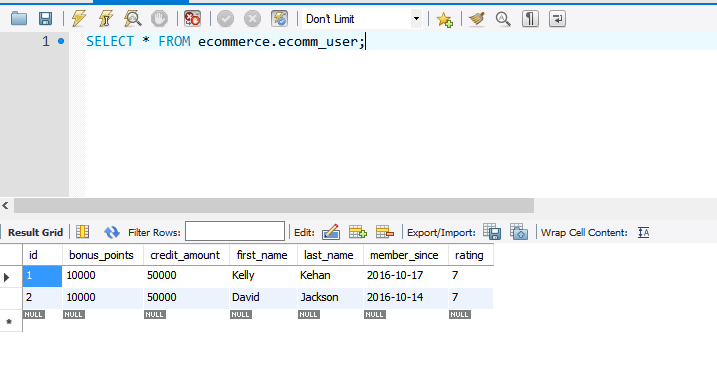 Don't Limit
1 SELECT * FROM ecommerce.ecomm_user;
Result Grid Filter Rows: Edit: Export/Import: Wrap Cell Content:
id bonus_points credit_amount first_name last_name member_since rating
1 10000 50000 Kelly Kehan 2016-10-17 7
2 10000 50000 David Jackson 2016-10-14 7
NULL NULL NULL NULL NULL NULL NULL